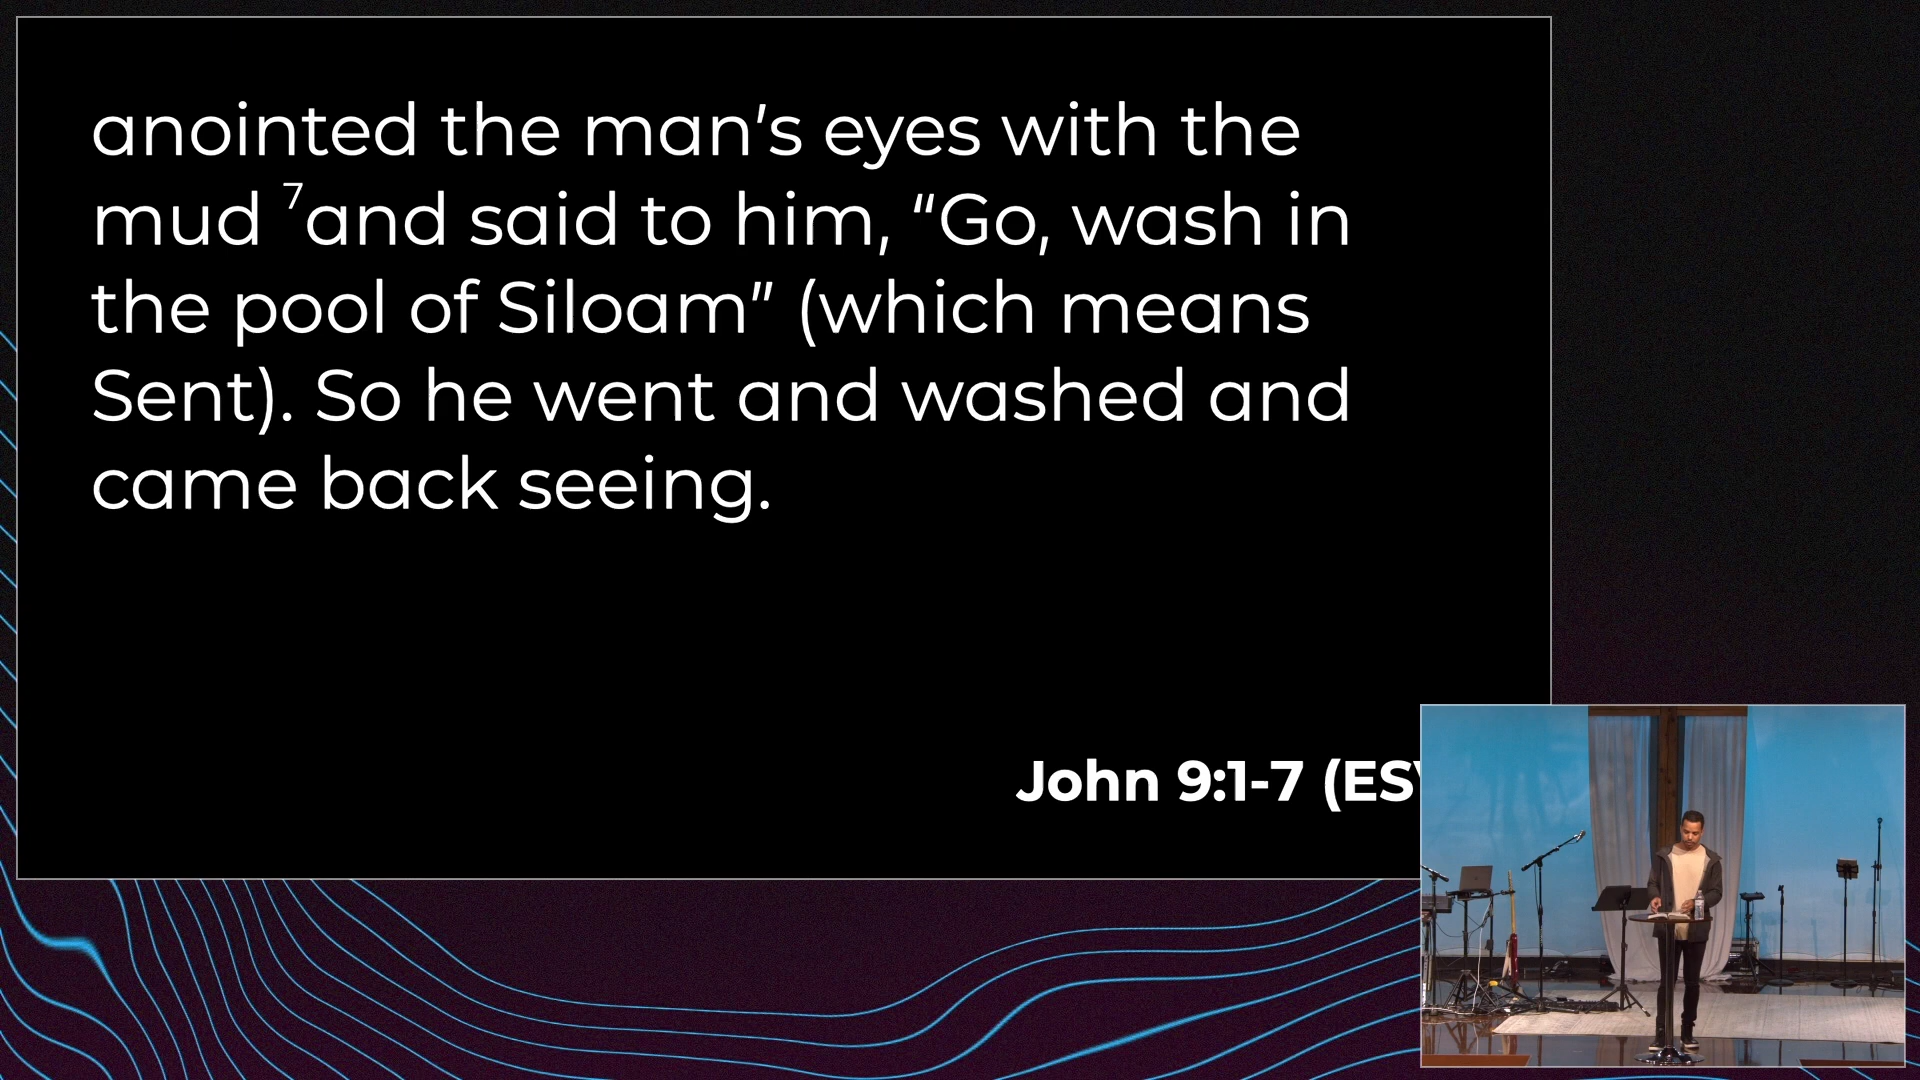 anointed the man’s eyes with the
mud ⁷and said to him, “Go, wash in
the pool of Siloam” (which means
Sent). So he went and washed and
came back seeing.
John 9:1-7 (ES